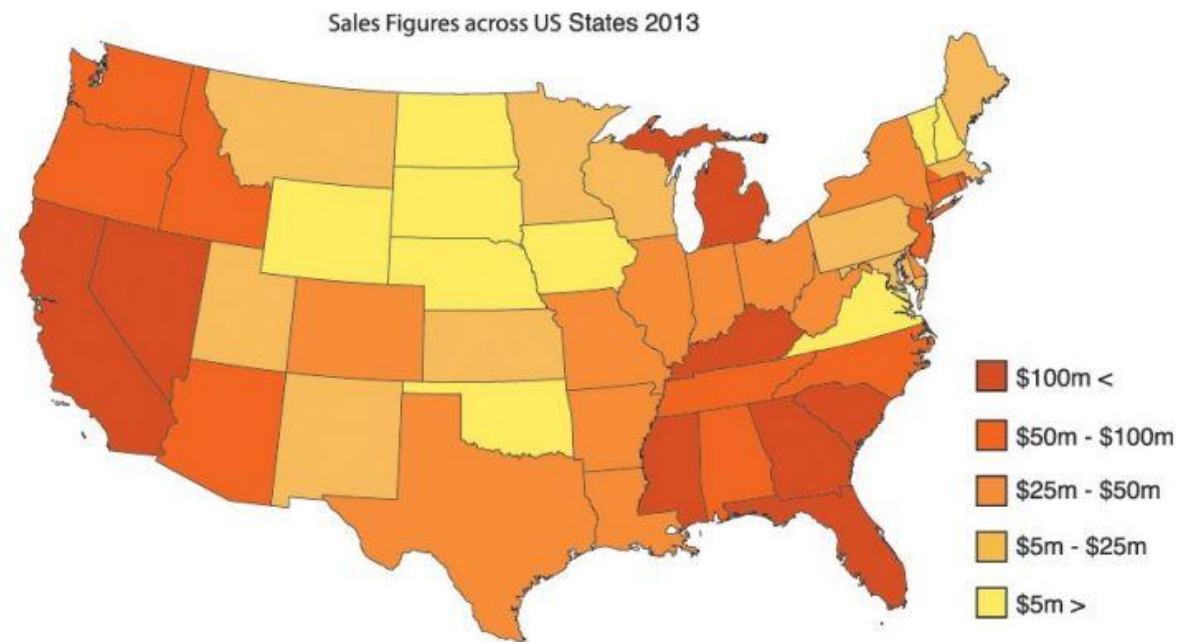 Sales Figures across US States 2013
$100m <
$50m - $100m
$25m - $50m
$5m - $25m
$5m >